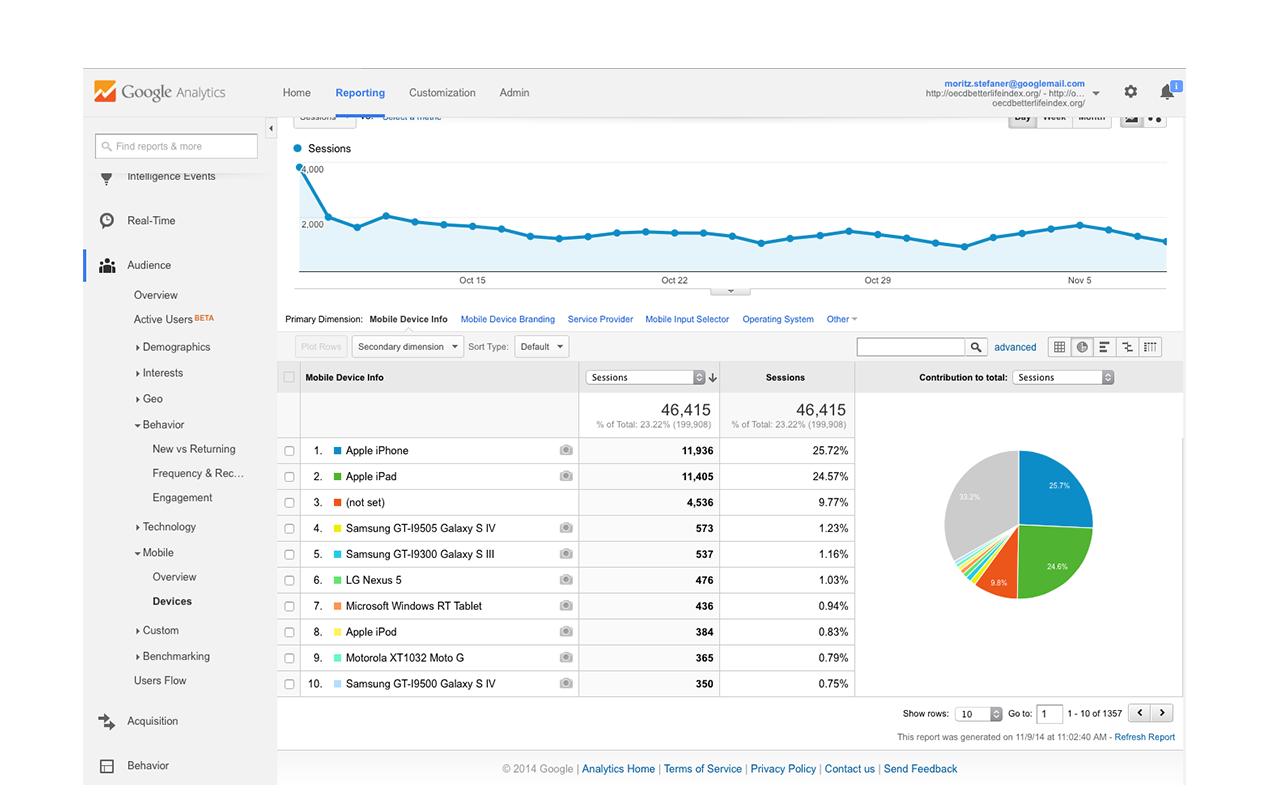 Google Analytics
Home Reporting Customization Admin
moritz.stefaner@googlemail.com
http://oecdbetterlifeindex.org/ - http://o...
oecdbetterlifeindex.org/
1
Find reports & more
Intelligence Events
Real-Time
Audience
Overview
Active Users BETA
Demographics
Interests
Geo
Behavior
New vs Returning
Frequency & Rec...
Engagement
Technology
Mobile
Overview
Devices
Custom
Benchmarking
Users Flow
Acquisition
Behavior
Sessions VS. Select a metric
Day Week Month
Sessions
4,000
2,000
Oct 15 Oct 22 Oct 29 Nov 5
Primary Dimension: Mobile Device Info Mobile Device Branding Service Provider Mobile Input Selector Operating System Other
Plot Rows Secondary dimension Sort Type: Default advanced
Mobile Device Info Sessions Sessions Contribution to total: Sessions
46,415 46,415
% of Total: 23.22% (199,908) % of Total: 23.22% (199,908)
1. Apple iPhone 11,936 25.72%
2. Apple iPad 11,405 24.57%
3. (not set) 4,536 9.77%
4. Samsung GT-I9505 Galaxy S IV 573 1.23%
5. Samsung GT-I9300 Galaxy S III 537 1.16%
6. LG Nexus 5 476 1.03%
7. Microsoft Windows RT Tablet 436 0.94%
8. Apple iPod 384 0.83%
9. Motorola XT1032 Moto G 365 0.79%
10. Samsung GT-I9500 Galaxy S IV 350 0.75%
25.7%
33.2%
24.6%
9.8%
Show rows: 10 Go to: 1 1 - 10 of 1357
This report was generated on 11/9/14 at 11:02:40 AM - Refresh Report
© 2014 Google | Analytics Home | Terms of Service | Privacy Policy | Contact us | Send Feedback